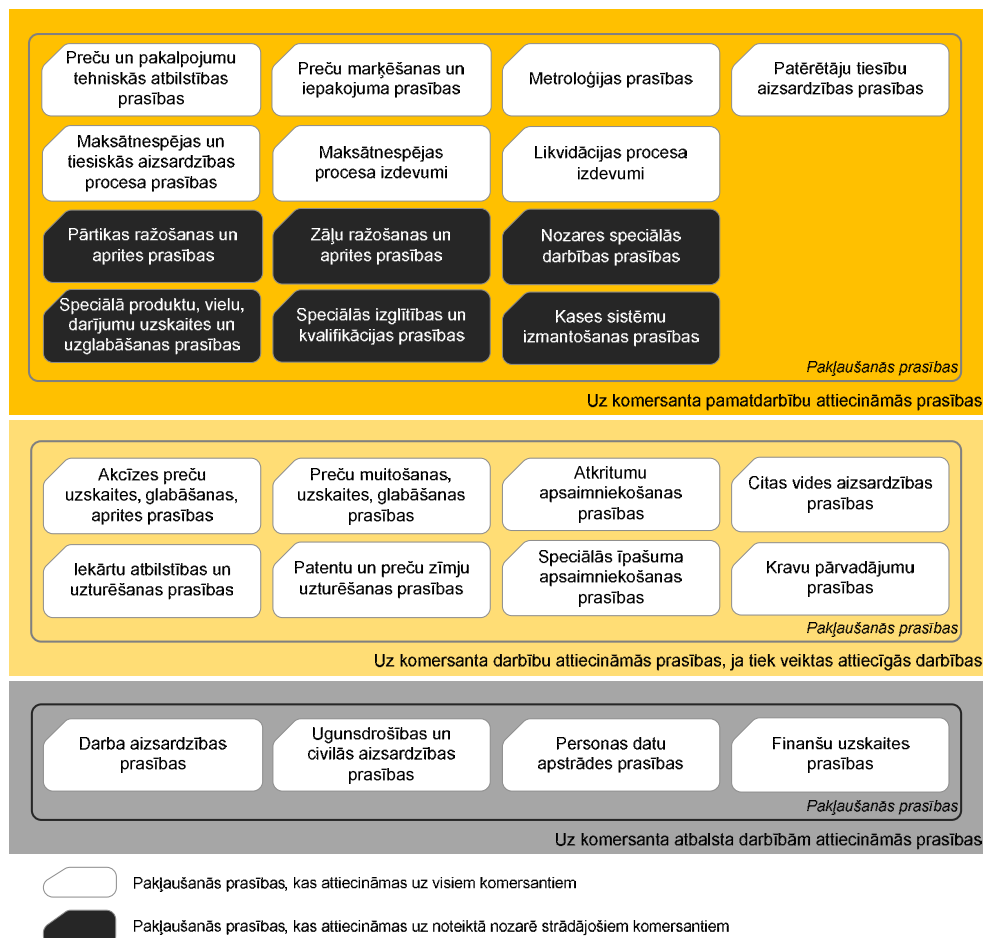 Preču un pakalpojumu
tehniskās atbilstības
prasības
Preču marķēšanas un
iepakojuma prasības
Metroloģijas prasības
Patērētāju tiesību
aizsardzības prasības
Maksātnespējas un
tiesiskās aizsardzības
procesa prasības
Maksātnespējas
procesa izdevumi
Likvidācijas procesa
izdevumi
Pārtikas ražošanas un
aprites prasības
Zāļu ražošanas un
aprites prasības
Nozares speciālās
darbības prasības
Speciālā produktu, vielu,
darījumu uzskaites un
uzglabāšanas prasības
Speciālās izglītības un
kvalifikācijas prasības
Kases sistēmu
izmantošanas prasības
Pakļaušanās prasības
Uz komersanta pamatdarbību attiecināmās prasības
Akcīzes preču
uzskaites, glabāšanas,
aprites prasības
Preču muitošanas,
uzskaites, glabāšanas
prasības
Atkritumu
apsaimniekošanas
prasības
Citas vides aizsardzības
prasības
Iekārtu atbilstības un
uzturēšanas prasības
Patentu un preču zīmju
uzturēšanas prasības
Speciālās īpašuma
apsaimniekošanas
prasības
Kravu pārvadājumu
prasības
Pakļaušanās prasības
Uz komersanta darbību attiecināmās prasības, ja tiek veiktas attiecīgās darbības
Darba aizsardzības
prasības
Ugunsdrošības un
civilās aizsardzības
prasības
Personas datu
apstrādes prasības
Finanšu uzskaites
prasības
Pakļaušanās prasības
Uz komersanta atbalsta darbībām attiecināmās prasības
Pakļaušanās prasības, kas attiecināmas uz visiem komersantiem
Pakļaušanās prasības, kas attiecināmas uz noteiktā nozarē strādājošiem komersantiem